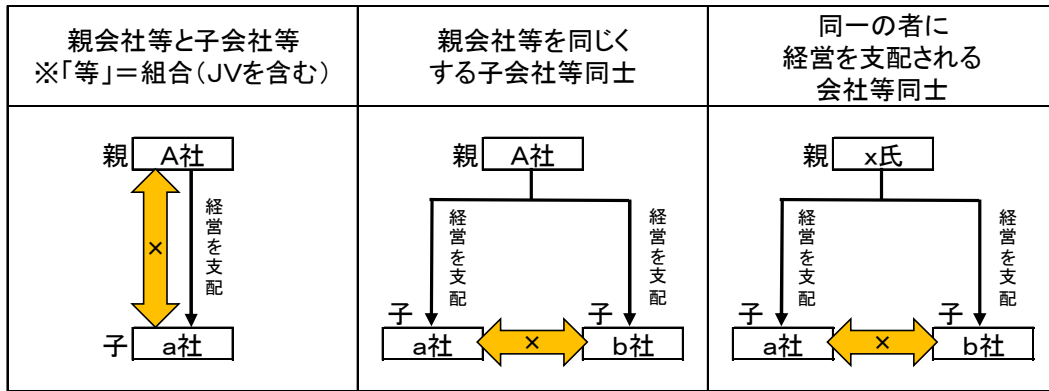 親会社等と子会社等
※「等」＝組合（JVを含む）
親会社等を同じく
する子会社等同士
同一の者に
経営を支配される
会社等同士
親 A社
経営を支配
×
子 a社
親 A社
経営を支配
経営を支配
子
子
a社 × b社
親 x氏
経営を支配
経営を支配
子
子
a社 × b社